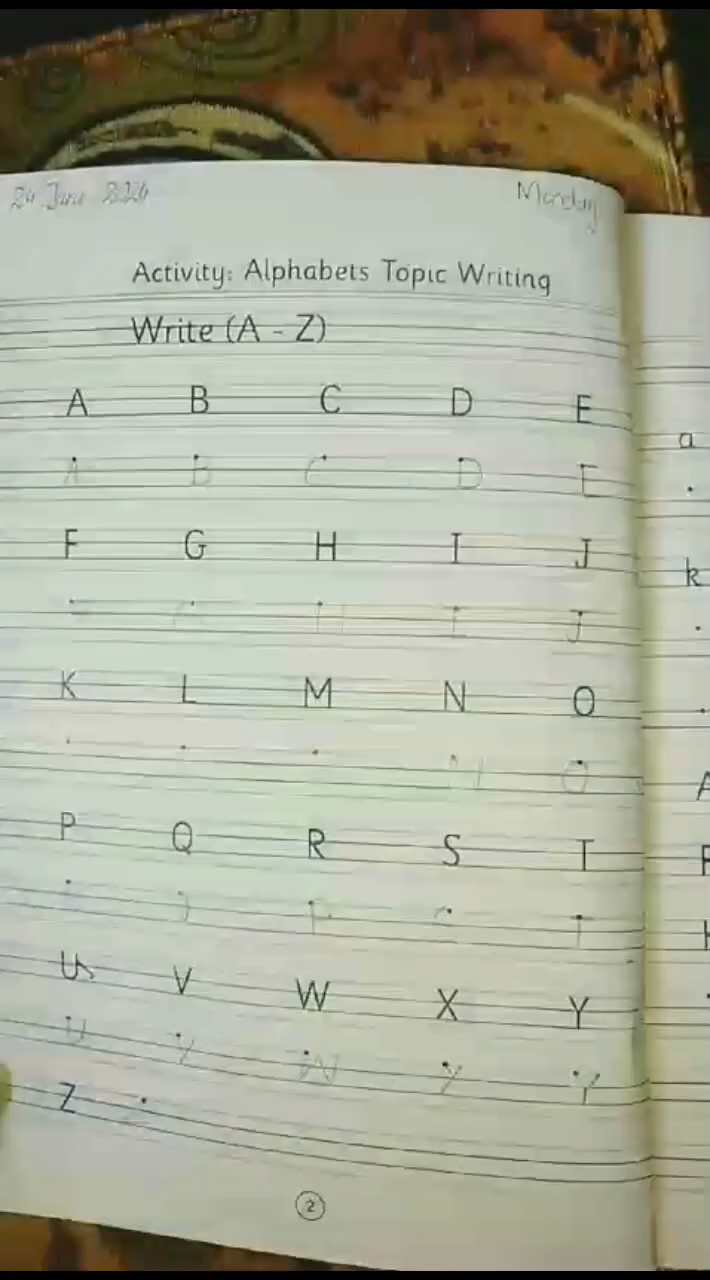 24 June 2024 Monday
Activity: Alphabets Topic Writing
Write (A - Z)
A B C D E
A B C D E
F G H I J
H I J
K L M N O
N O
P Q R S T
T
U V W X Y
U V W Y Y
Z
2
a
k